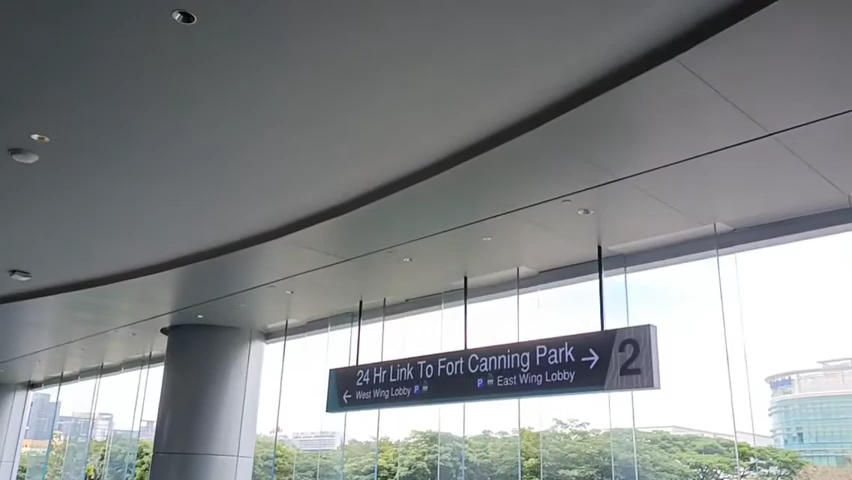 24 Hr Link To Fort Canning Park → 2
← West Wing Lobby P P East Wing Lobby